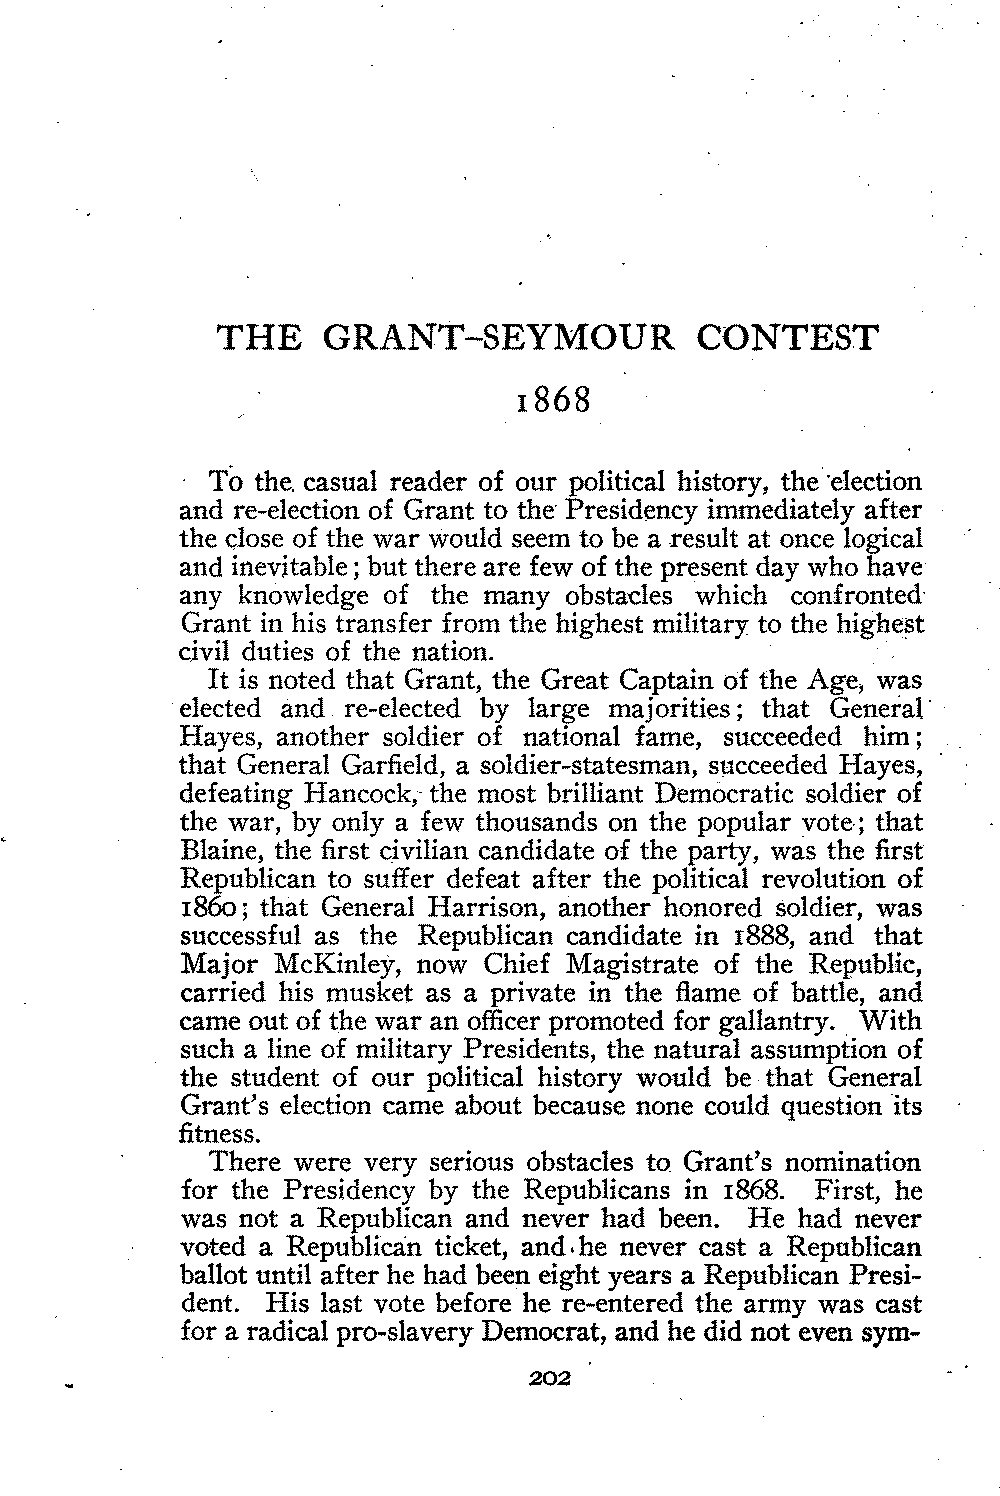 THE GRANT–SEYMOUR CONTEST
1868
To the casual reader of our political history, the election
and re-election of Grant to the Presidency immediately after
the close of the war would seem to be a result at once logical
and inevitable; but there are few of the present day who have
any knowledge of the many obstacles which confronted
Grant in his transfer from the highest military to the highest
civil duties of the nation.
It is noted that Grant, the Great Captain of the Age, was
elected and re-elected by large majorities; that General
Hayes, another soldier of national fame, succeeded him;
that General Garfield, a soldier-statesman, succeeded Hayes,
defeating Hancock, the most brilliant Democratic soldier of
the war, by only a few thousands on the popular vote; that
Blaine, the first civilian candidate of the party, was the first
Republican to suffer defeat after the political revolution of
1860; that General Harrison, another honored soldier, was
successful as the Republican candidate in 1888, and that
Major McKinley, now Chief Magistrate of the Republic,
carried his musket as a private in the flame of battle, and
came out of the war an officer promoted for gallantry. With
such a line of military Presidents, the natural assumption of
the student of our political history would be that General
Grant's election came about because none could question its
fitness.
There were very serious obstacles to Grant's nomination
for the Presidency by the Republicans in 1868. First, he
was not a Republican and never had been. He had never
voted a Republican ticket, and he never cast a Republican
ballot until after he had been eight years a Republican Presi-
dent. His last vote before he re-entered the army was cast
for a radical pro-slavery Democrat, and he did not even sym-
202